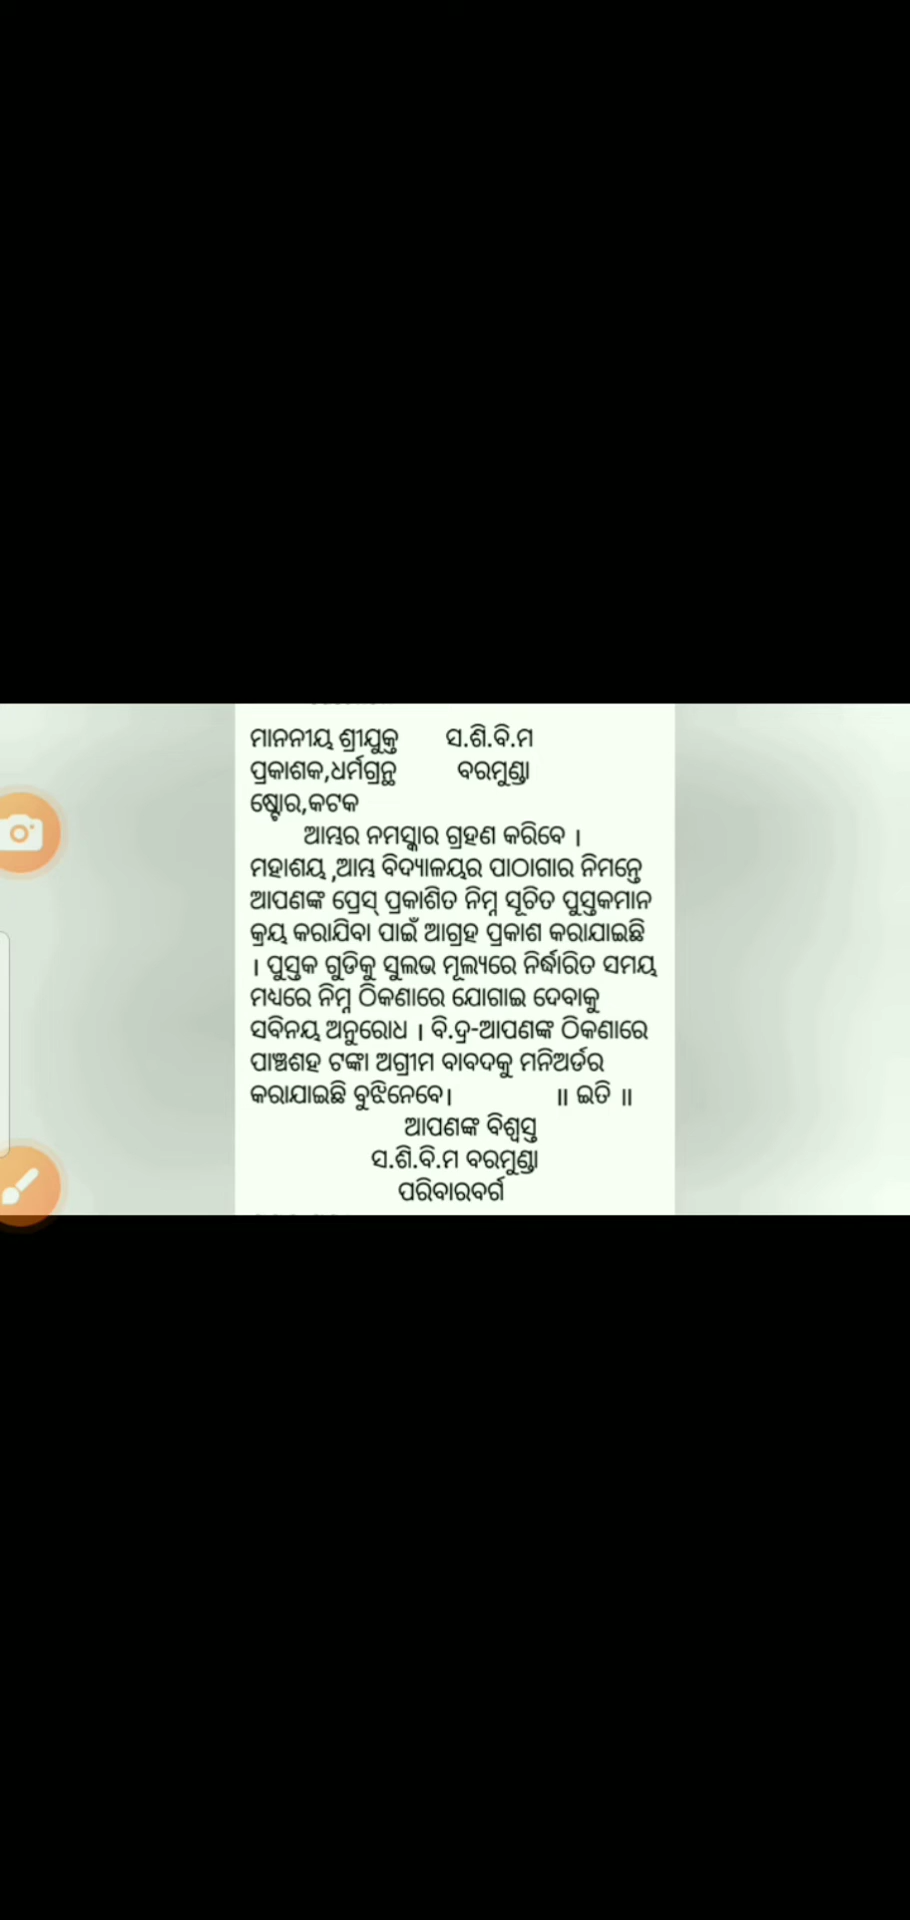 ମାନନୀୟ ଶ୍ରୀଯୁକ୍ତ ସ.ଶି.ବି.ମ
ପ୍ରକାଶକ,ଧର୍ମଗ୍ରନ୍ଥ ବରମୁଣ୍ଡା
ଷ୍ଟୋର,କଟକ
ଆମ୍ଭର ନମସ୍କାର ଗ୍ରହଣ କରିବେ ।
ମହାଶୟ ,ଆମ୍ଭ ବିଦ୍ୟାଳୟର ପାଠାଗାର ନିମନ୍ତେ
ଆପଣଙ୍କ ପ୍ରେସ୍ ପ୍ରକାଶିତ ନିମ୍ନ ସୂଚିତ ପୁସ୍ତକମାନ
କ୍ରୟ କରାଯିବା ପାଇଁ ଆଗ୍ରହ ପ୍ରକାଶ କରାଯାଇଛି
। ପୁସ୍ତକ ଗୁଡିକୁ ସୁଲଭ ମୂଲ୍ୟରେ ନିର୍ଦ୍ଧାରିତ ସମୟ
ମଧ୍ୟରେ ନିମ୍ନ ଠିକଣାରେ ଯୋଗାଇ ଦେବାକୁ
ସବିନୟ ଅନୁରୋଧ । ବି.ଦ୍ର-ଆପଣଙ୍କ ଠିକଣାରେ
ପାଞ୍ଚଶହ ଟଙ୍କା ଅଗ୍ରୀମ ବାବଦକୁ ମନିଅର୍ଡର
କରାଯାଇଛି ବୁଝିନେବେ। ॥ ଇତି ॥
ଆପଣଙ୍କ ବିଶ୍ୱସ୍ତ
ସ.ଶି.ବି.ମ ବରମୁଣ୍ଡା
ପରିବାରବର୍ଗ